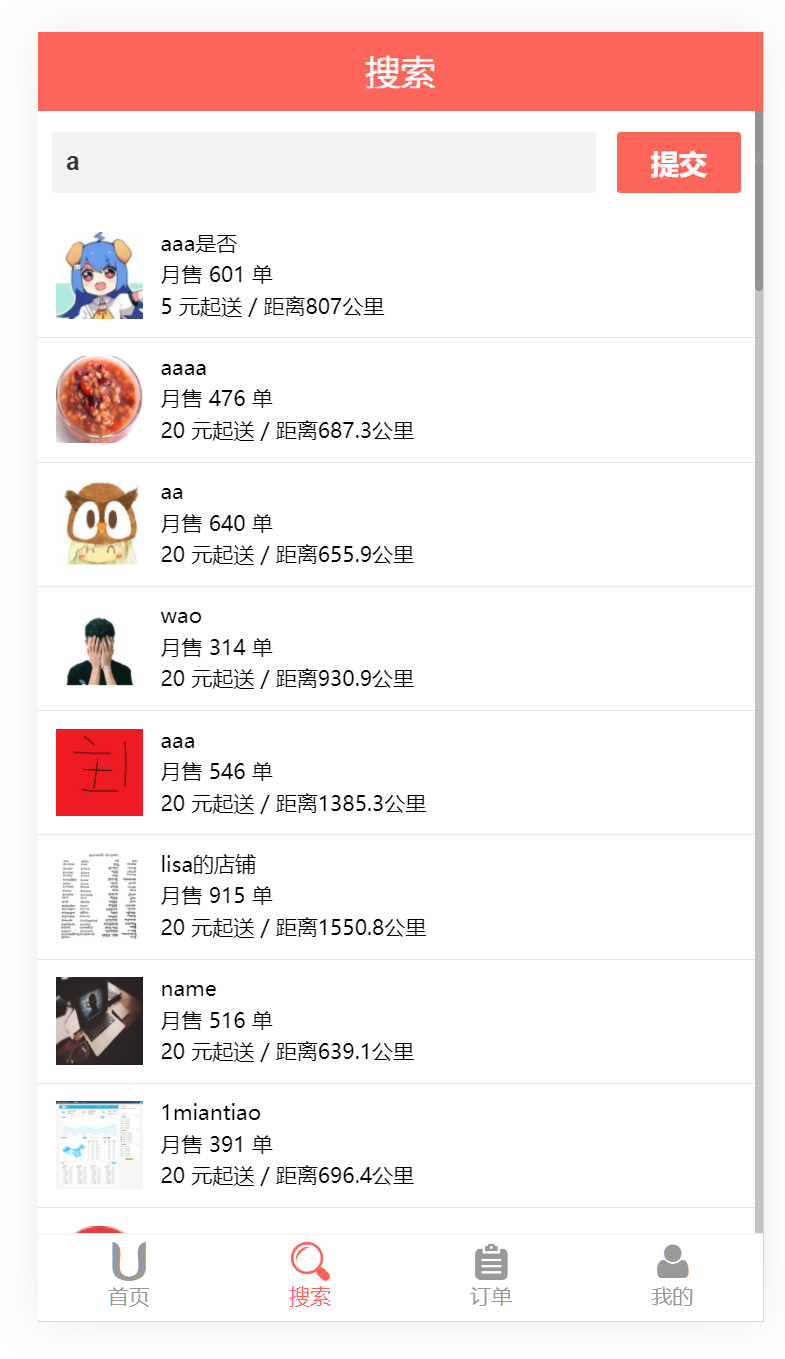 搜索
a
提交
aaa是否
月售 601 单
5 元起送 / 距离807公里
aaaa
月售 476 单
20 元起送 / 距离687.3公里
aa
月售 640 单
20 元起送 / 距离655.9公里
wao
月售 314 单
20 元起送 / 距离930.9公里
aaa
月售 546 单
20 元起送 / 距离1385.3公里
lisa的店铺
月售 915 单
20 元起送 / 距离1550.8公里
name
月售 516 单
20 元起送 / 距离639.1公里
1miantiao
月售 391 单
20 元起送 / 距离696.4公里
首页
搜索
订单
我的